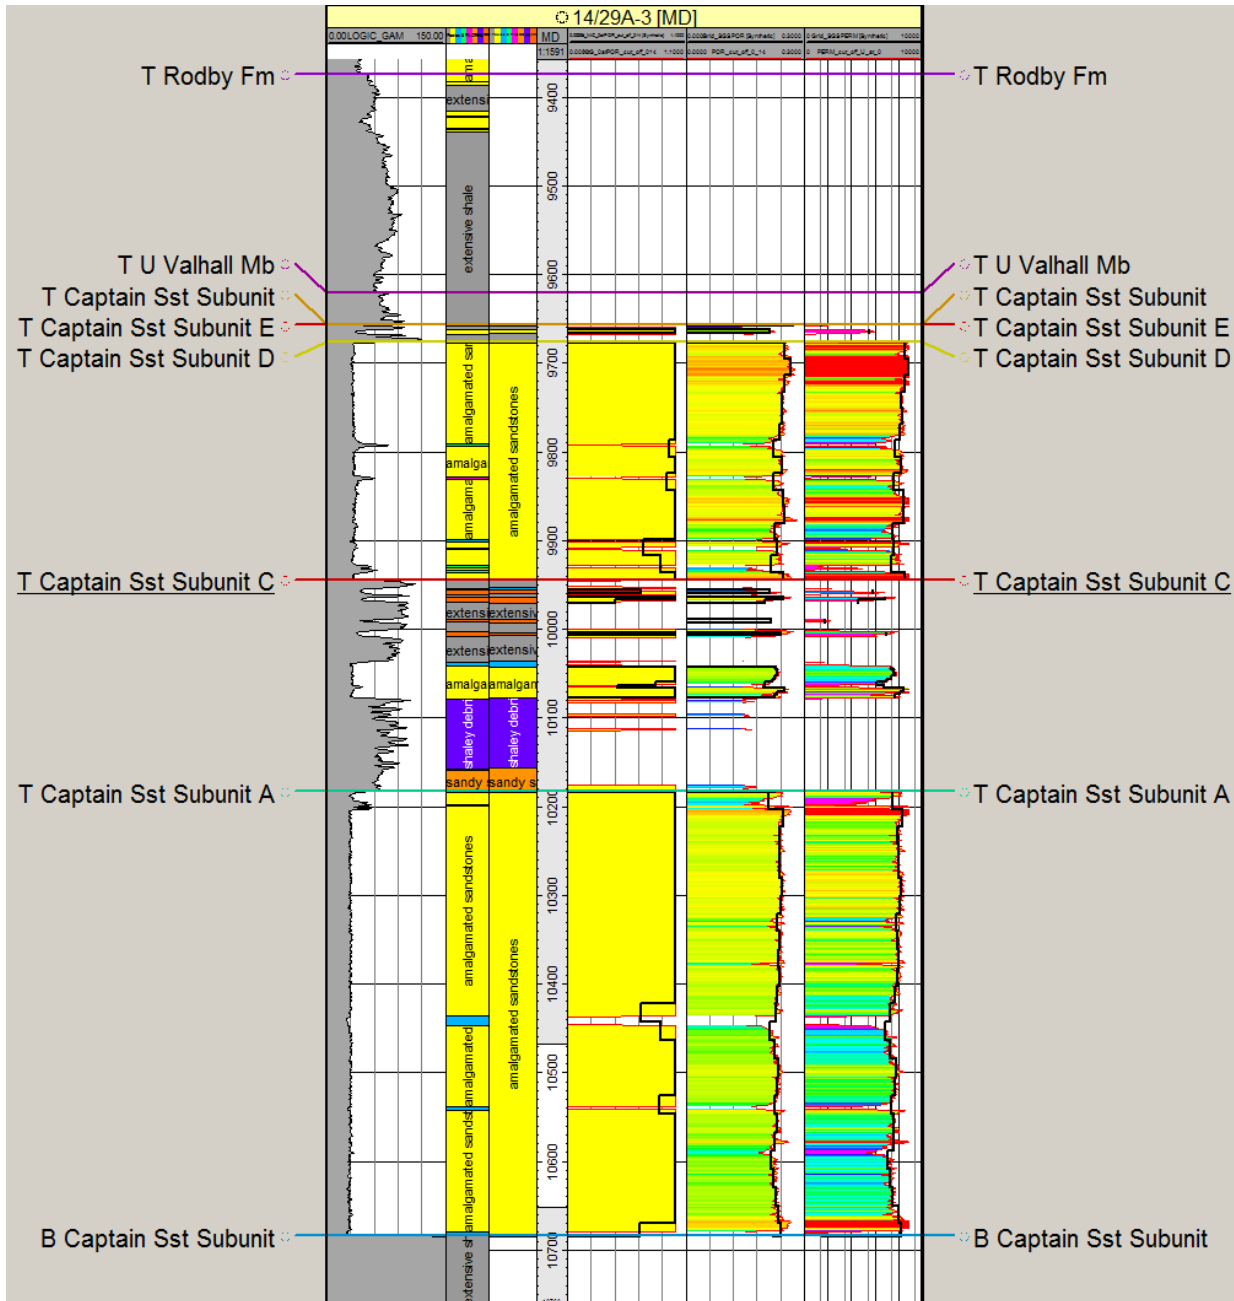 14/29A-3 [MD]
0.00LOGIC_GAM 150.00
MD
1:1591
T Rodby Fm
T Rodby Fm
ama
9400
extensi
9500
extensive shale
T U Valhall Mb
9600
T U Valhall Mb
T Captain Sst Subunit
T Captain Sst Subunit
T Captain Sst Subunit E
T Captain Sst Subunit E
T Captain Sst Subunit D
T Captain Sst Subunit D
amalgamated san
9700
amalgamated sandstones
9800
amalga
amalgama
9900
T Captain Sst Subunit C
T Captain Sst Subunit C
extensi
extensiv
10000
extensi
extensiv
amalga
amalgam
shaley debri
shaley debri
10100
sandy s
sandy s
T Captain Sst Subunit A
T Captain Sst Subunit A
10200
amalgamated sandstones
10300
10400
amalgamated sandstones
amalgamated
10500
amalgamated sandst
10600
B Captain Sst Subunit
B Captain Sst Subunit
10700
extensive sh